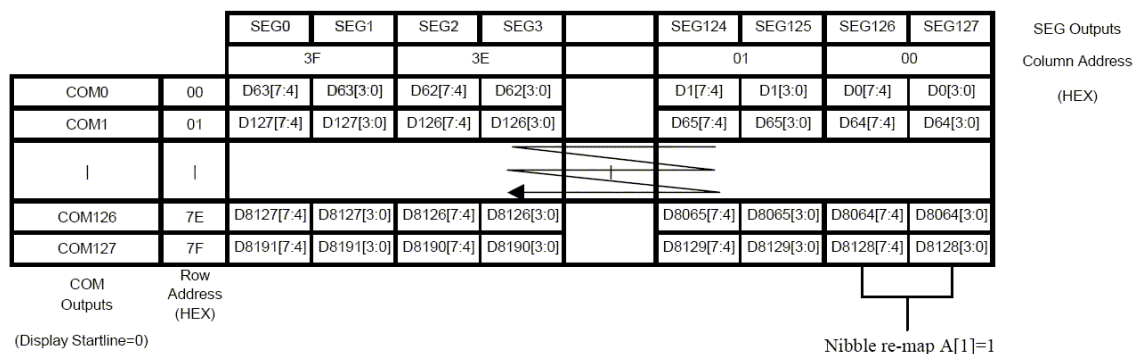 SEG0 SEG1 SEG2 SEG3 SEG124 SEG125 SEG126 SEG127 SEG Outputs
3F 3E 01 00 Column Address
COM0 00 D63[7:4] D63[3:0] D62[7:4] D62[3:0] D1[7:4] D1[3:0] D0[7:4] D0[3:0] (HEX)
COM1 01 D127[7:4] D127[3:0] D126[7:4] D126[3:0] D65[7:4] D65[3:0] D64[7:4] D64[3:0]
| | |
COM126 7E D8127[7:4] D8127[3:0] D8126[7:4] D8126[3:0] D8065[7:4] D8065[3:0] D8064[7:4] D8064[3:0]
COM127 7F D8191[7:4] D8191[3:0] D8190[7:4] D8190[3:0] D8129[7:4] D8129[3:0] D8128[7:4] D8128[3:0]
COM
Outputs
Row
Address
(HEX)
(Display Startline=0)
Nibble re-map A[1]=1